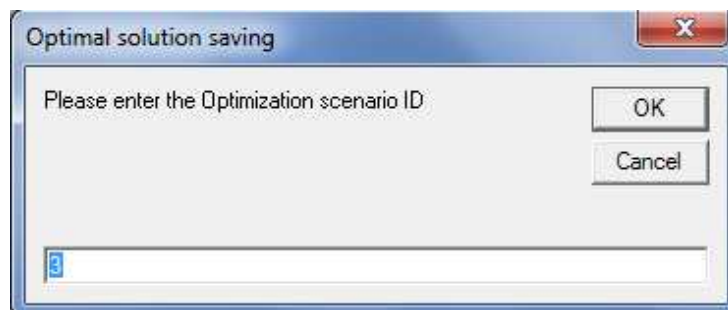 Optimal solution saving
Please enter the Optimization scenario ID
OK
Cancel
3